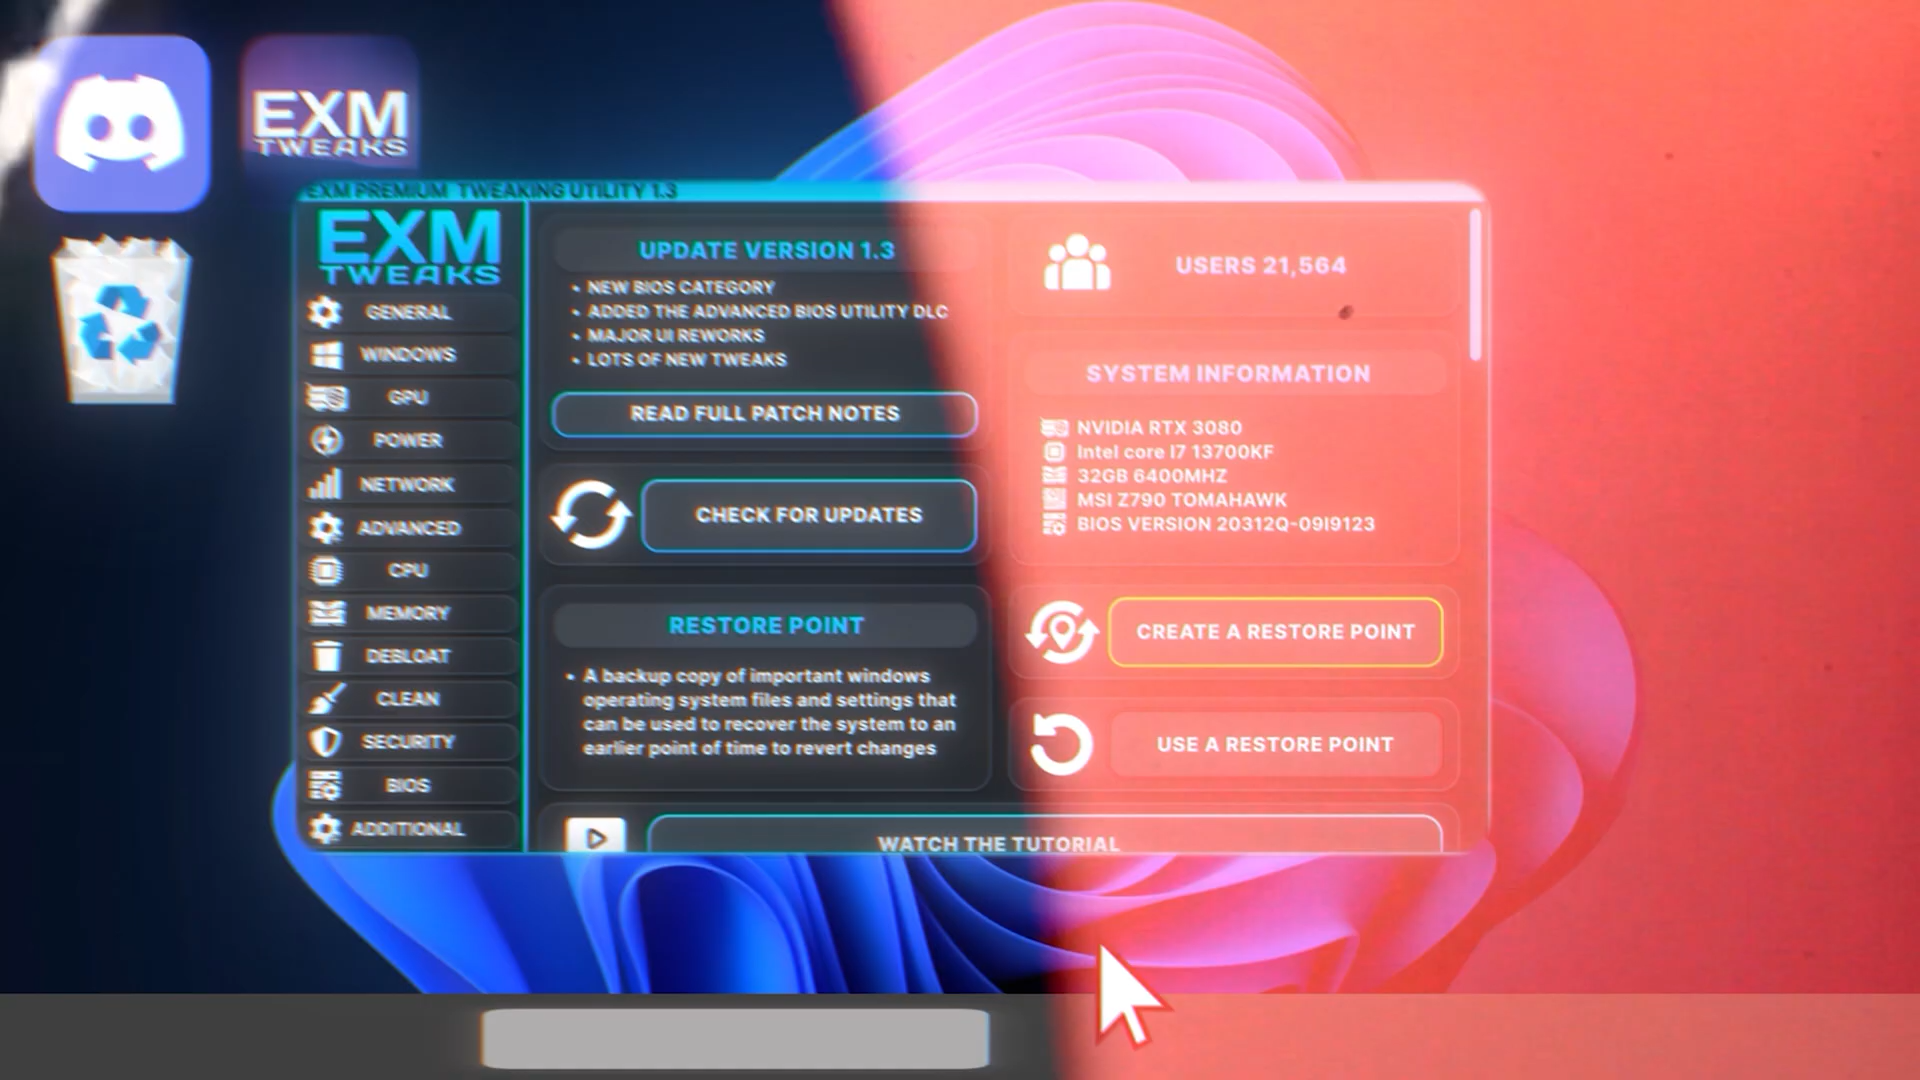 EXM
TWEAKS
EXM PREMIUM TWEAKING UTILITY 1.3
EXM
TWEAKS
GENERAL
WINDOWS
GPU
POWER
NETWORK
ADVANCED
CPU
MEMORY
DEBLOAT
CLEAN
SECURITY
BIOS
ADDITIONAL
UPDATE VERSION 1.3
• NEW BIOS CATEGORY
• ADDED THE ADVANCED BIOS UTILITY DLC
• MAJOR UI REWORKS
• LOTS OF NEW TWEAKS
READ FULL PATCH NOTES
CHECK FOR UPDATES
RESTORE POINT
• A backup copy of important windows
operating system files and settings that
can be used to recover the system to an
earlier point of time to revert changes
USERS 21,564
SYSTEM INFORMATION
NVIDIA RTX 3080
Intel core I7 13700KF
32GB 6400MHZ
MSI Z790 TOMAHAWK
BIOS VERSION 20312Q-09I9123
CREATE A RESTORE POINT
USE A RESTORE POINT
WATCH THE TUTORIAL